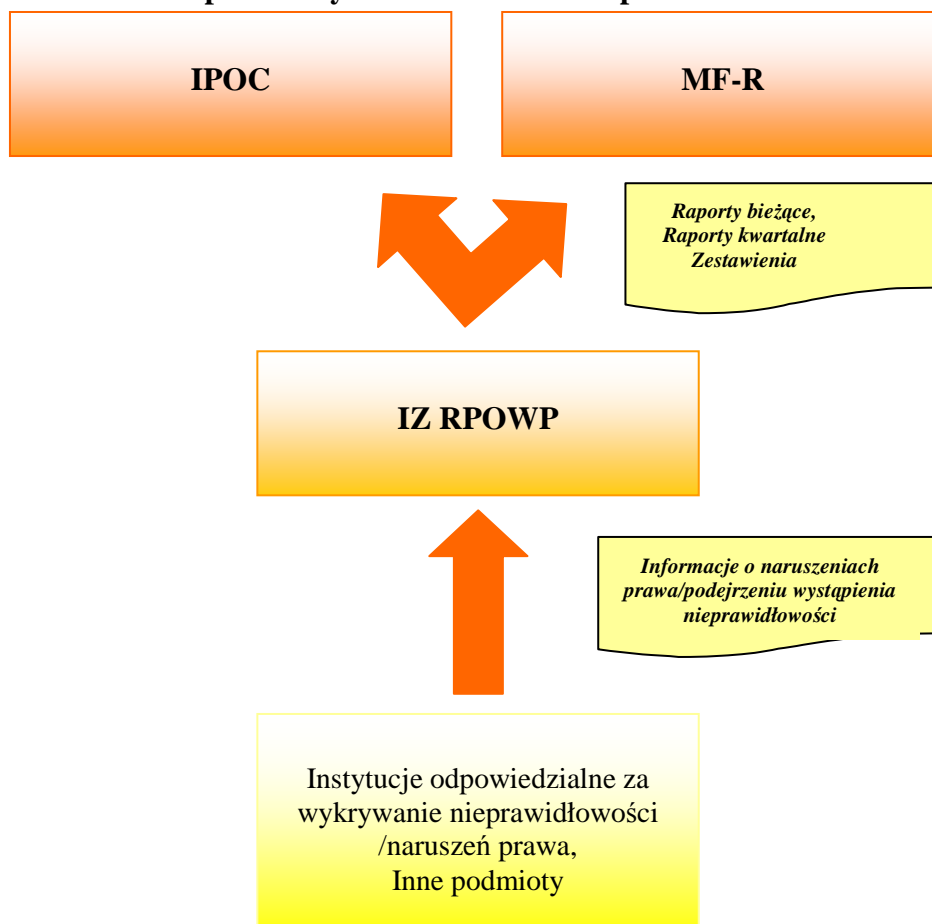 IPOC
MF-R
Raporty bieżące,
Raporty kwartalne
Zestawienia
IZ RPOWP
Informacje o naruszeniach
prawa/podejrzeniu wystąpienia
nieprawidłowości
Instytucje odpowiedzialne za
wykrywanie nieprawidłowości
/naruszeń prawa,
Inne podmioty